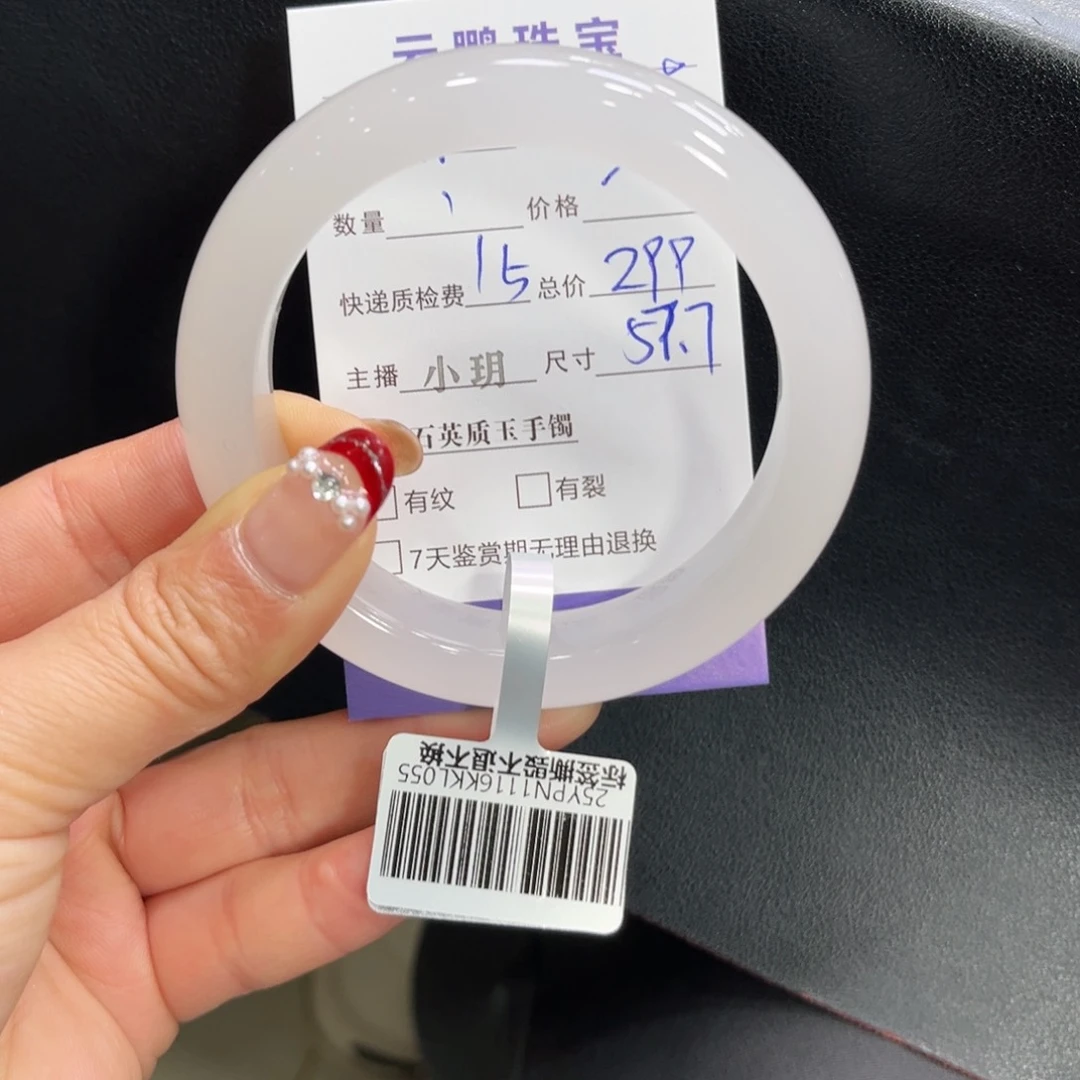 云鹏珠宝
数量 1 价格 /
快递质检费 15 总价 299
主播 小玥 尺寸 57.7
石英质玉手镯
有纹 有裂
7天鉴赏期无理由退换
标签撕毁不退不换
25YPN1116KKL055